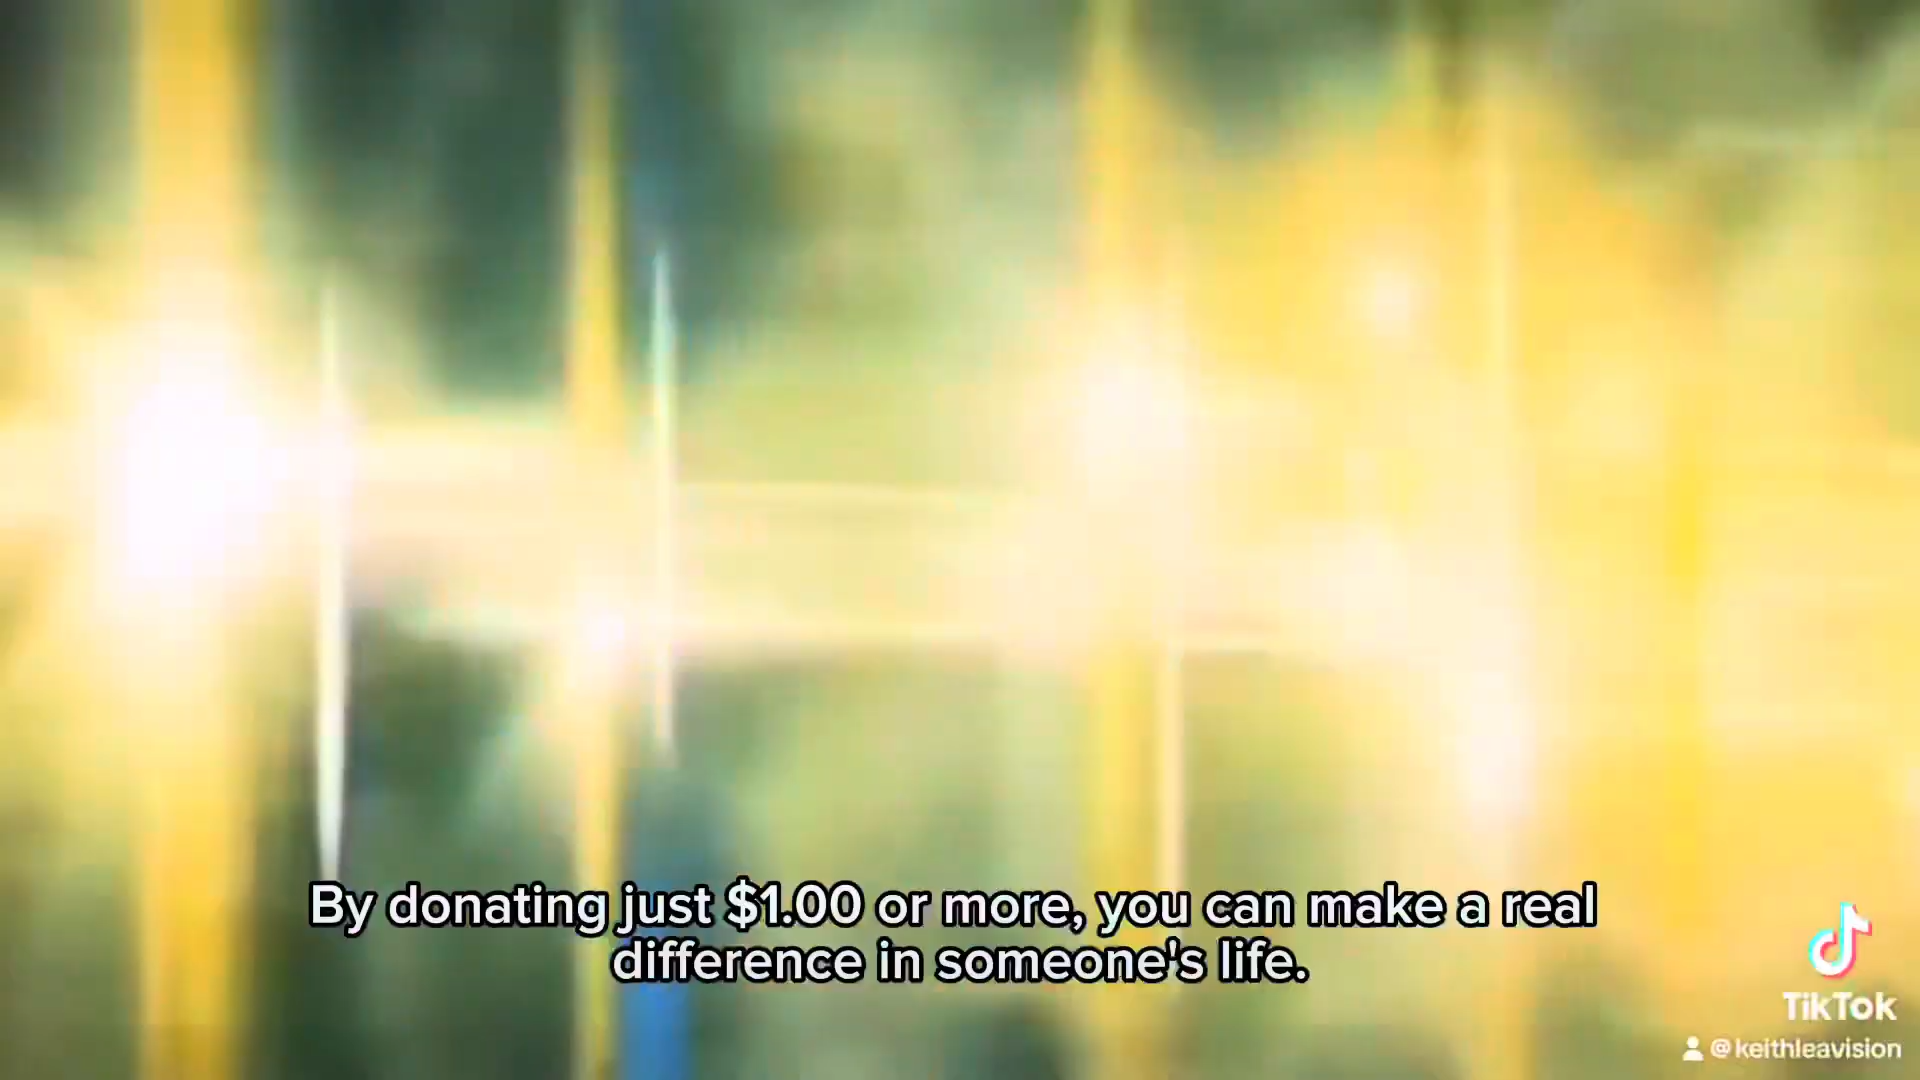 By donating just $1.00 or more, you can make a real
difference in someone's life.
TikTok
@keithleavision